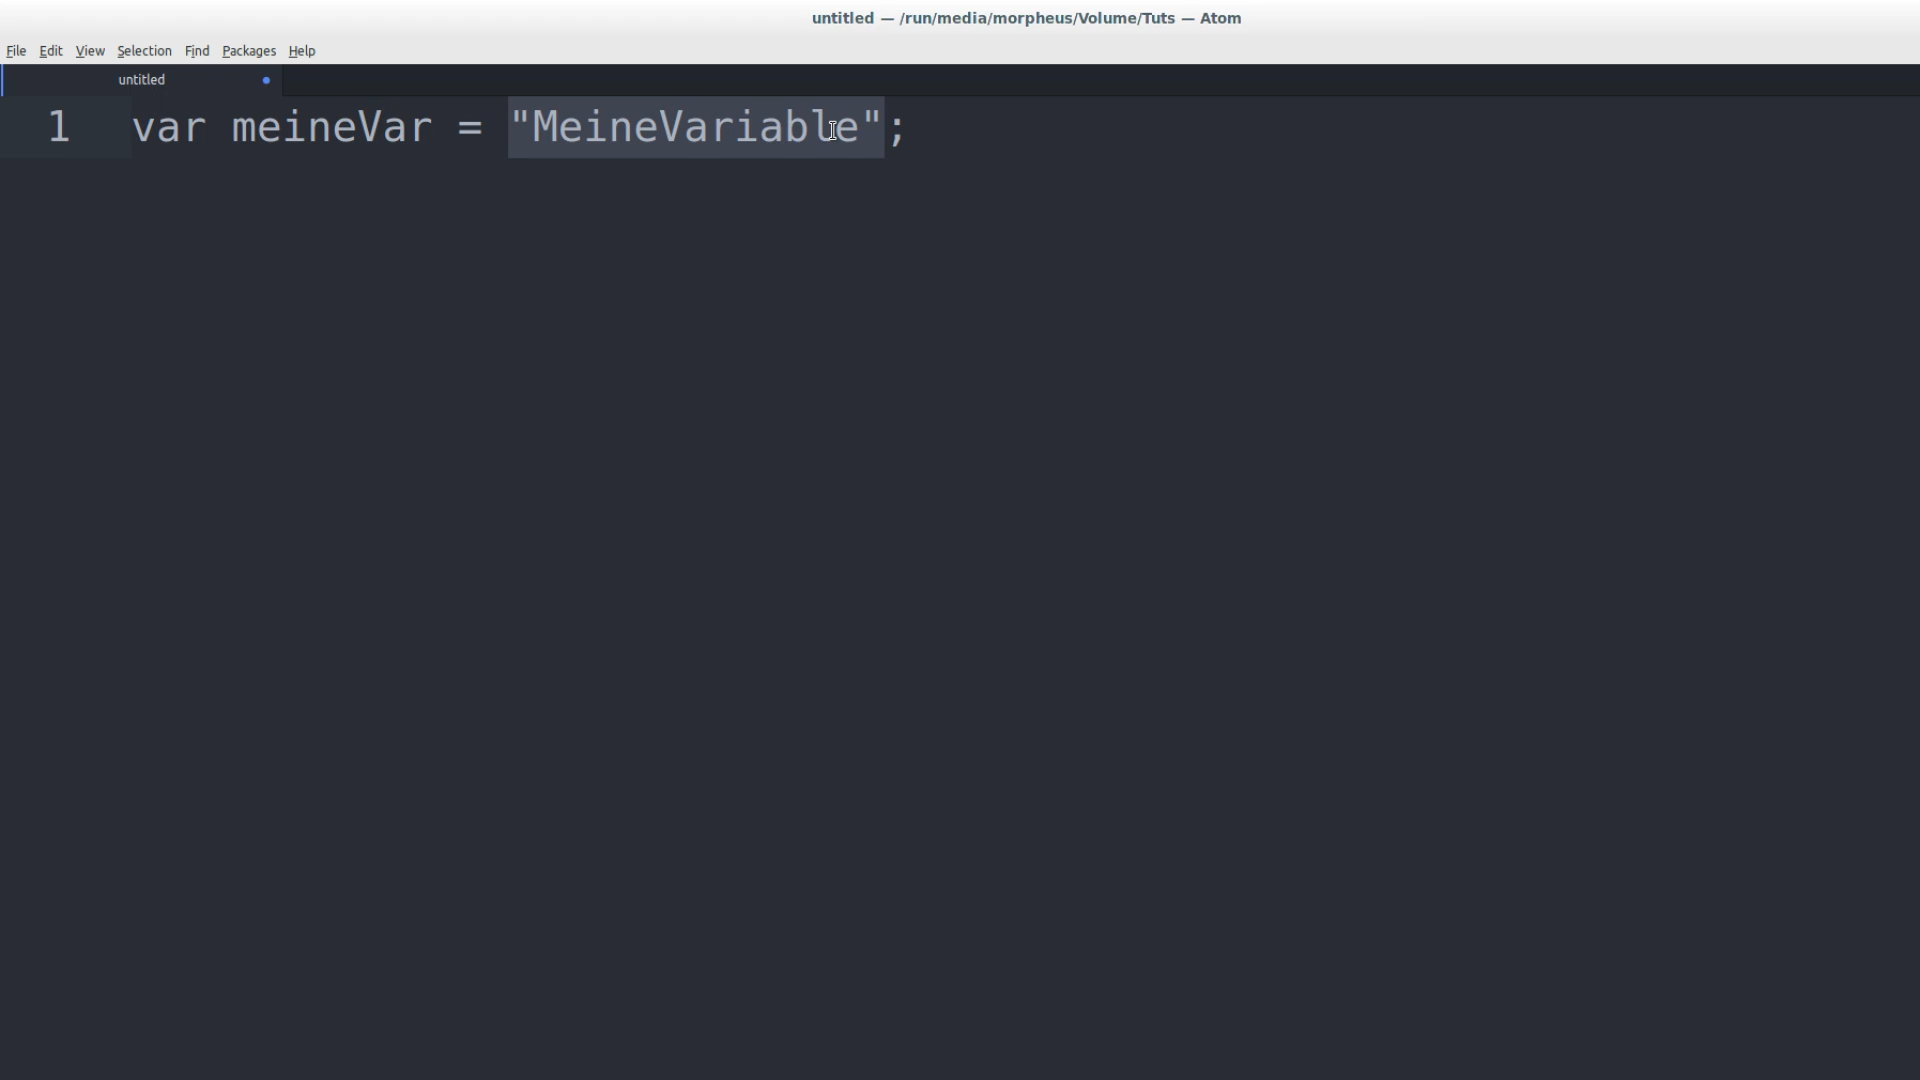 untitled — /run/media/morpheus/Volume/Tuts — Atom
File Edit View Selection Find Packages Help
untitled
1 var meineVar = "MeineVariable";